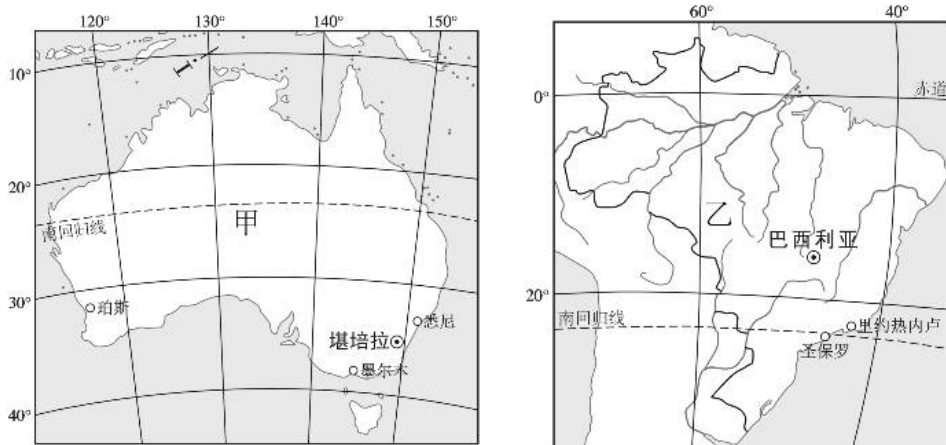 120°
130°
140°
150°
10°
20°
南回归线
甲
30°
珀斯
悉尼
堪培拉
墨尔本
40°
60°
40°
赤道
0°
乙
巴西利亚
20°
南回归线
里约热内卢
圣保罗